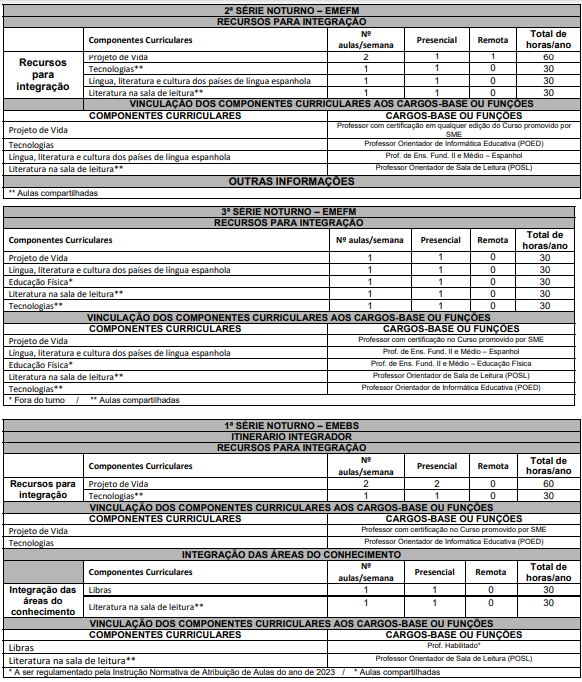 2ª SÉRIE NOTURNO – EMEFM
RECURSOS PARA INTEGRAÇÃO
Recursos para integração
Componentes Curriculares Nº aulas/semana Presencial Remota Total de horas/ano
Projeto de Vida 2 1 1 60
Tecnologias** 1 1 0 30
Língua, literatura e cultura dos países de língua espanhola 1 1 0 30
Literatura na sala de leitura** 1 1 0 30
VINCULAÇÃO DOS COMPONENTES CURRICULARES AOS CARGOS-BASE OU FUNÇÕES
COMPONENTES CURRICULARES CARGOS-BASE OU FUNÇÕES
Projeto de Vida Professor com certificação em qualquer edição do Curso promovido por SME
Tecnologias Professor Orientador de Informática Educativa (POED)
Língua, literatura e cultura dos países de língua espanhola Prof. de Ens. Fund. II e Médio – Espanhol
Literatura na sala de leitura** Professor Orientador de Sala de Leitura (POSL)
OUTRAS INFORMAÇÕES
** Aulas compartilhadas
3ª SÉRIE NOTURNO – EMEFM
RECURSOS PARA INTEGRAÇÃO
Componentes Curriculares Nº aulas/semana Presencial Remota Total de horas/ano
Projeto de Vida 1 1 0 30
Língua, literatura e cultura dos países de língua espanhola 1 1 0 30
Educação Física* 1 1 0 30
Literatura na sala de leitura** 1 1 0 30
Tecnologias** 1 1 0 30
VINCULAÇÃO DOS COMPONENTES CURRICULARES AOS CARGOS-BASE OU FUNÇÕES
COMPONENTES CURRICULARES CARGOS-BASE OU FUNÇÕES
Projeto de Vida Professor com certificação no Curso promovido por SME
Língua, literatura e cultura dos países de língua espanhola Prof. de Ens. Fund. II e Médio – Espanhol
Educação Física* Prof. de Ens. Fund. II e Médio – Educação Física
Literatura na sala de leitura** Professor Orientador de Sala de Leitura (POSL)
Tecnologias** Professor Orientador de Informática Educativa (POED)
* Fora do turno / ** Aulas compartilhadas
1ª SÉRIE NOTURNO – EMEBS
ITINERÁRIO INTEGRADOR
RECURSOS PARA INTEGRAÇÃO
Recursos para integração
Componentes Curriculares Nº aulas/semana Presencial Remota Total de horas/ano
Projeto de Vida 2 2 0 60
Tecnologias** 1 1 0 30
VINCULAÇÃO DOS COMPONENTES CURRICULARES AOS CARGOS-BASE OU FUNÇÕES
COMPONENTES CURRICULARES CARGOS-BASE OU FUNÇÕES
Projeto de Vida Professor com certificação no Curso promovido por SME
Tecnologias Professor Orientador de Informática Educativa (POED)
INTEGRAÇÃO DAS ÁREAS DO CONHECIMENTO
Integração das áreas do conhecimento
Componentes Curriculares Nº aulas/semana Presencial Remota Total de horas/ano
Libras 1 1 0 30
Literatura na sala de leitura** 1 1 0 30
VINCULAÇÃO DOS COMPONENTES CURRICULARES AOS CARGOS-BASE OU FUNÇÕES
COMPONENTES CURRICULARES CARGOS-BASE OU FUNÇÕES
Libras Prof. Habilitado*
Literatura na sala de leitura** Professor Orientador de Sala de Leitura (POSL)
* A ser regulamentado pela Instrução Normativa de Atribuição de Aulas do ano de 2023 / * Aulas compartilhadas